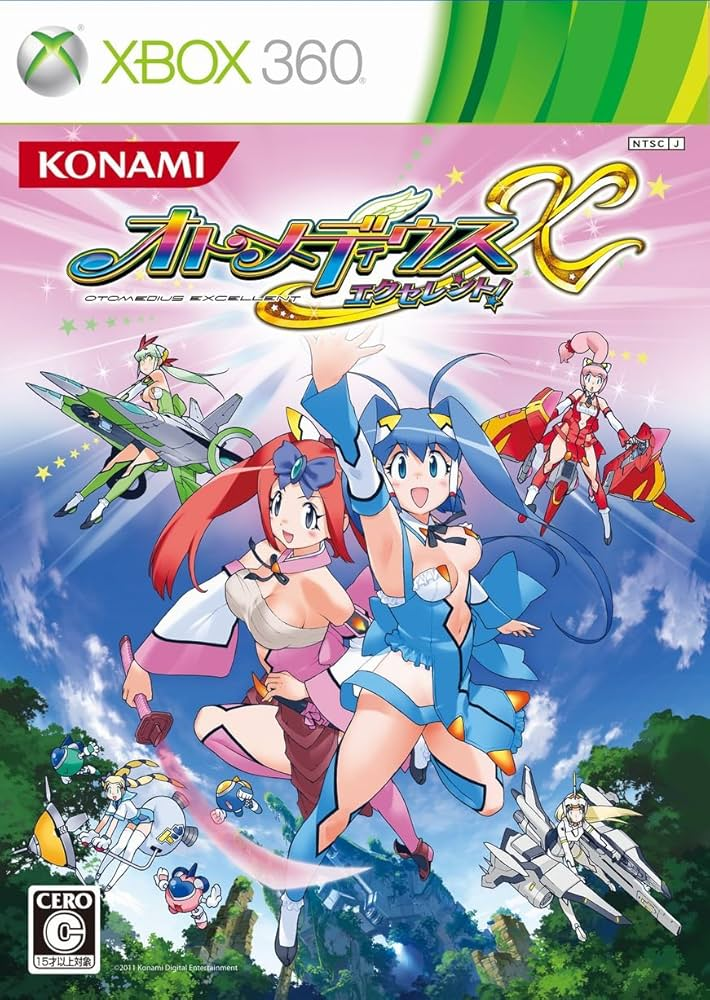 XBOX 360
NTSC J
KONAMI
オトメディウスX
OTOMEDIUS EXCELLENT
エクセレント!
CERO
C
15才以上対象
©2011 Konami Digital Entertainment